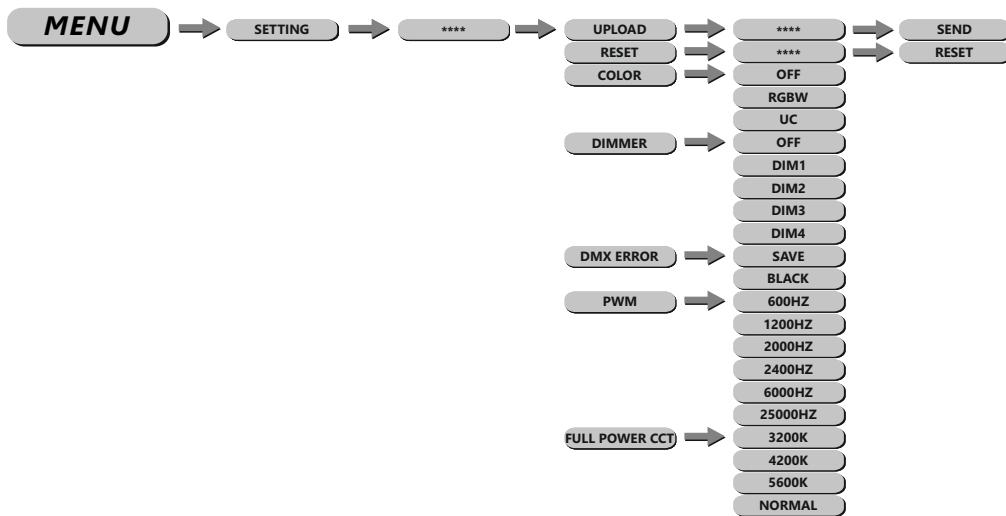 MENU SETTING **** UPLOAD **** SEND
RESET **** RESET
COLOR OFF
RGBW
UC
DIMMER OFF
DIM1
DIM2
DIM3
DIM4
DMX ERROR SAVE
BLACK
PWM 600HZ
1200HZ
2000HZ
2400HZ
6000HZ
25000HZ
FULL POWER CCT 3200K
4200K
5600K
NORMAL